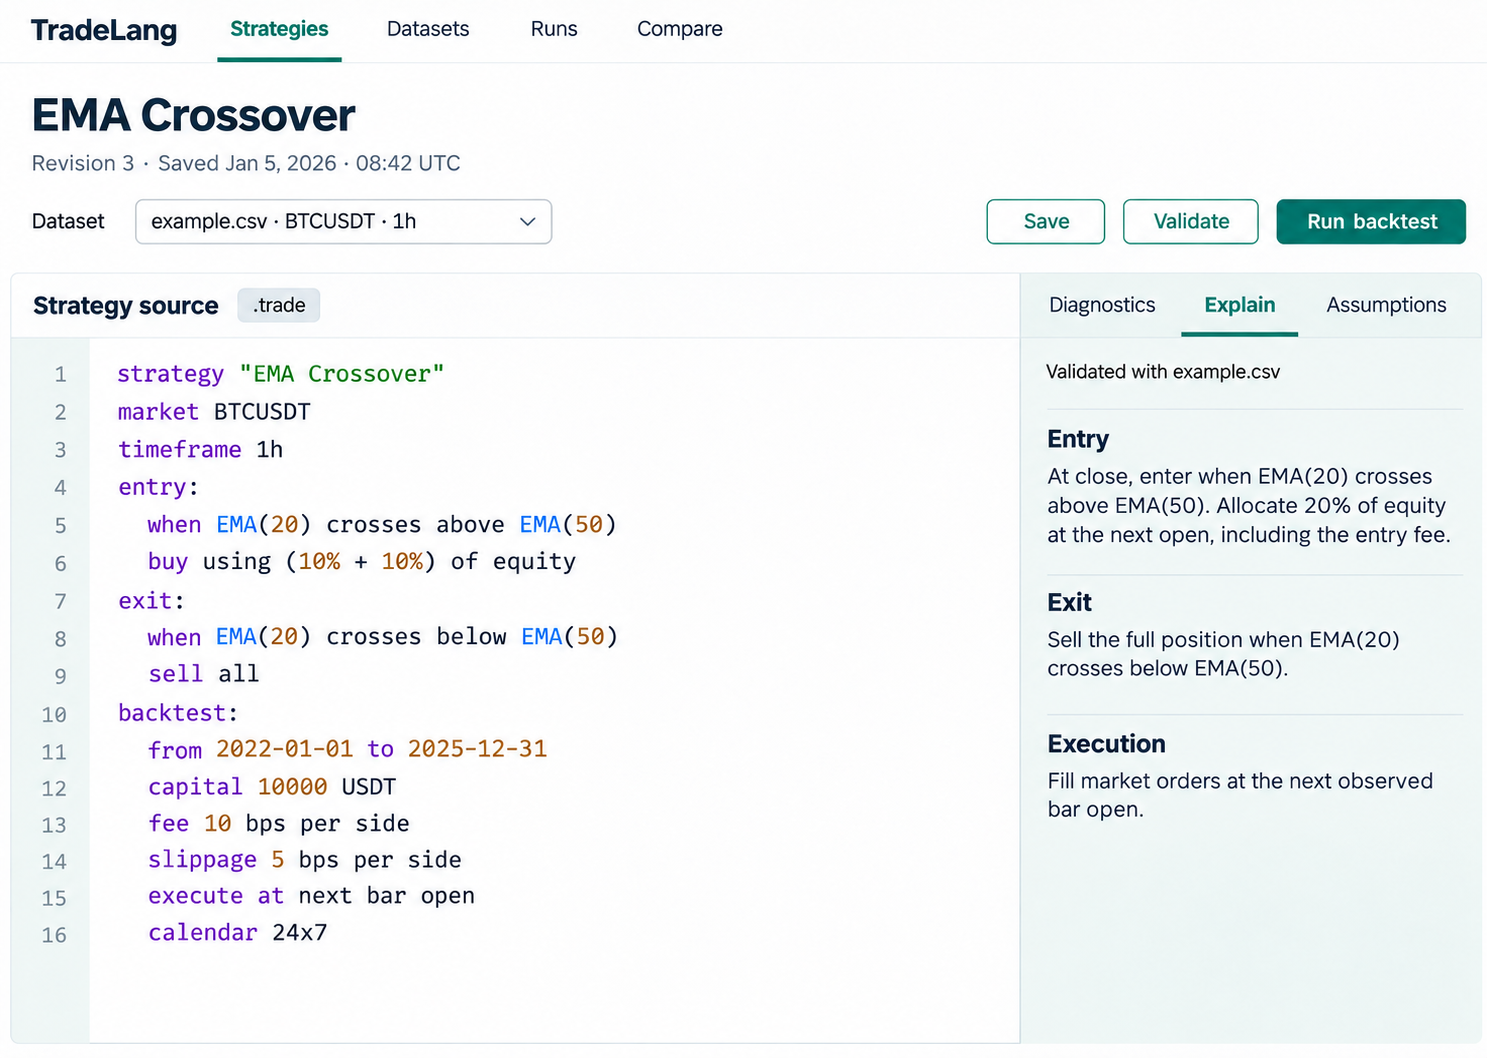 TradeLang Strategies Datasets Runs Compare
EMA Crossover
Revision 3 · Saved Jan 5, 2026 · 08:42 UTC
Dataset example.csv · BTCUSDT · 1h Save Validate Run backtest
Strategy source .trade
1 strategy "EMA Crossover"
2 market BTCUSDT
3 timeframe 1h
4 entry:
5 when EMA(20) crosses above EMA(50)
6 buy using (10% + 10%) of equity
7 exit:
8 when EMA(20) crosses below EMA(50)
9 sell all
10 backtest:
11 from 2022-01-01 to 2025-12-31
12 capital 10000 USDT
13 fee 10 bps per side
14 slippage 5 bps per side
15 execute at next bar open
16 calendar 24x7
Diagnostics Explain Assumptions
Validated with example.csv
Entry
At close, enter when EMA(20) crosses
above EMA(50). Allocate 20% of equity
at the next open, including the entry fee.
Exit
Sell the full position when EMA(20)
crosses below EMA(50).
Execution
Fill market orders at the next observed
bar open.